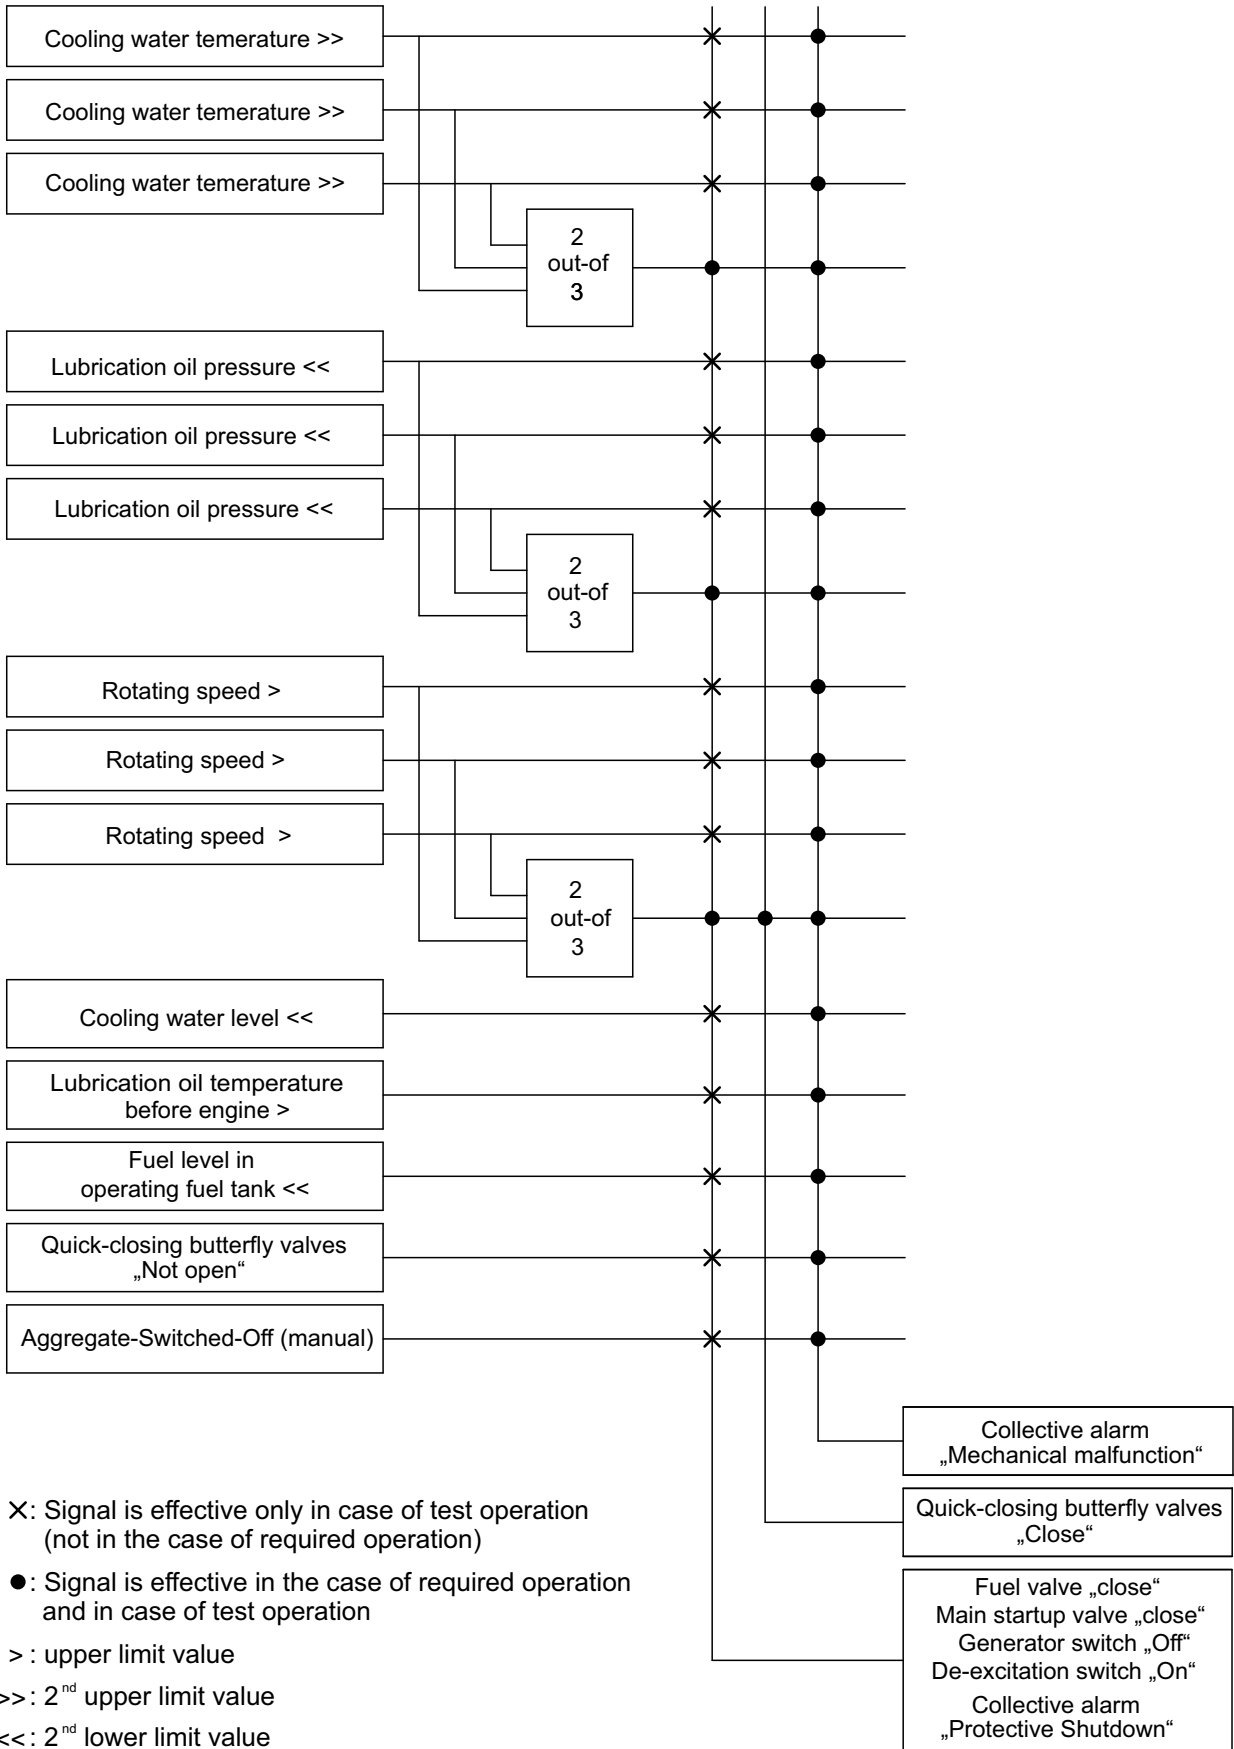 Cooling water temerature >>
Cooling water temerature >>
Cooling water temerature >>
2
out-of
3
Lubrication oil pressure <<
Lubrication oil pressure <<
Lubrication oil pressure <<
2
out-of
3
Rotating speed >
Rotating speed >
Rotating speed >
2
out-of
3
Cooling water level <<
Lubrication oil temperature
before engine >
Fuel level in
operating fuel tank <<
Quick-closing butterfly valves
„Not open“
Aggregate-Switched-Off (manual)
Collective alarm
„Mechanical malfunction“
Quick-closing butterfly valves
„Close“
Fuel valve „close“
Main startup valve „close“
Generator switch „Off“
De-excitation switch „On“
Collective alarm
„Protective Shutdown“
×: Signal is effective only in case of test operation
(not in the case of required operation)
●: Signal is effective in the case of required operation
and in case of test operation
> : upper limit value
>>: 2nd upper limit value
<<: 2nd lower limit value